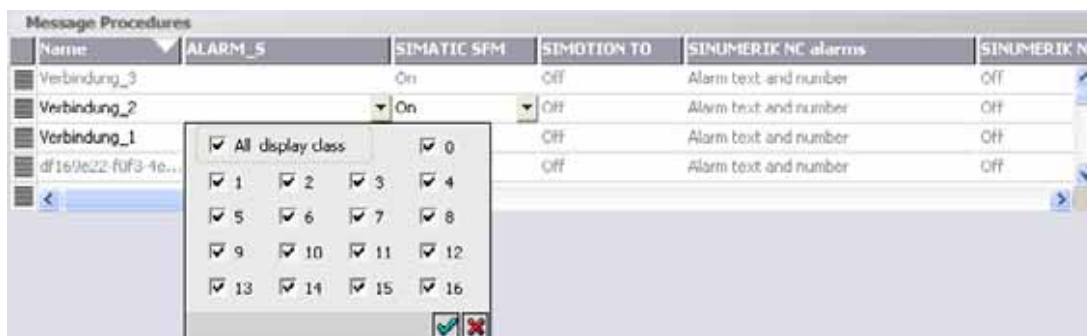 Message Procedures
Name ALARM_S SIMATIC SFM SIMOTION TO SINUMERIK NC alarms SINUMERIK N
Verbindung_3 On Off Alarm text and number Off
Verbindung_2 On Off Alarm text and number Off
Verbindung_1 Off Alarm text and number Off
df169e22-f0f3-4e... Off Alarm text and number Off
All display class 0
1 2 3 4
5 6 7 8
9 10 11 12
13 14 15 16